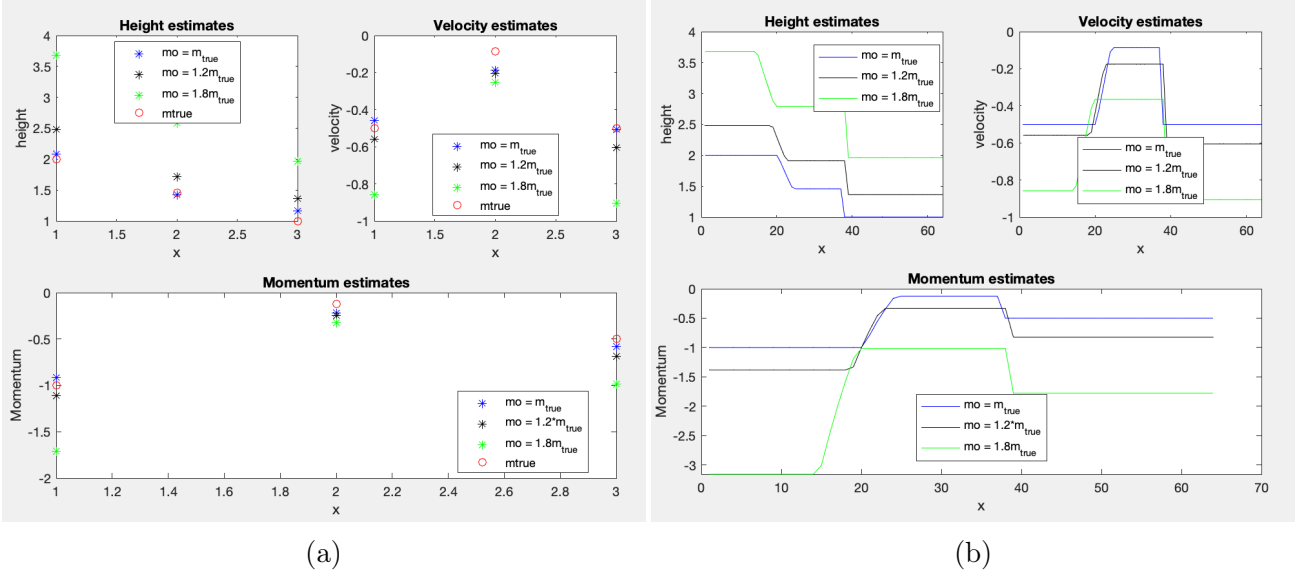 Height estimates
4
3.5
3
2.5
2
1.5
1
height
1 1.5 2 2.5 3
x
mo = m_true
mo = 1.2m_true
mo = 1.8m_true
mtrue
Velocity estimates
0
-0.2
-0.4
-0.6
-0.8
-1
velocity
1 1.5 2 2.5 3
x
mo = m_true
mo = 1.2m_true
mo = 1.8m_true
mtrue
Momentum estimates
0
-0.5
-1
-1.5
-2
Momentum
1 1.2 1.4 1.6 1.8 2 2.2 2.4 2.6 2.8 3
x
mo = m_true
mo = 1.2*m_true
mo = 1.8m_true
mtrue
(a)
Height estimates
4
3.5
3
2.5
2
1.5
1
height
0 20 40 60
x
mo = m_true
mo = 1.2m_true
mo = 1.8m_true
Velocity estimates
0
-0.2
-0.4
-0.6
-0.8
-1
velocity
0 20 40 60
x
mo = m_true
mo = 1.2m_true
mo = 1.8m_true
Momentum estimates
0
-0.5
-1
-1.5
-2
-2.5
-3
Momentum
0 10 20 30 40 50 60 70
x
mo = m_true
mo = 1.2*m_true
mo = 1.8m_true
(b)